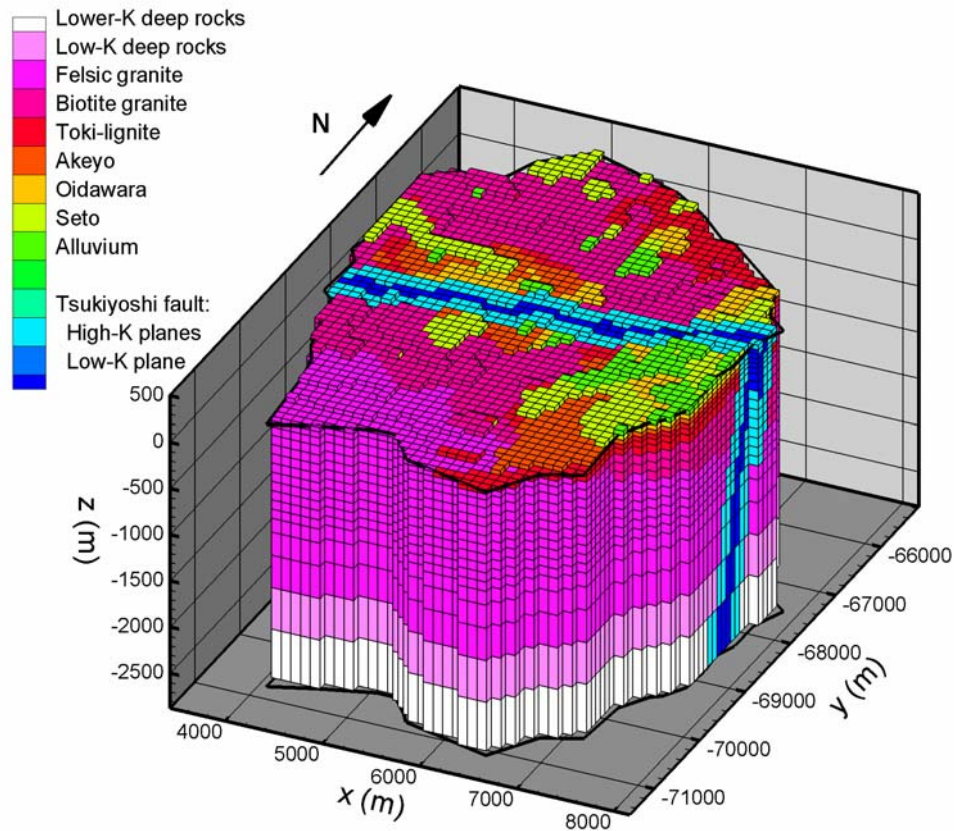 Lower-K deep rocks
Low-K deep rocks
Felsic granite
Biotite granite
Toki-lignite
Akeyo
Oidawara
Seto
Alluvium
Tsukiyoshi fault:
High-K planes
Low-K plane
N
500
0
-500
-1000
-1500
-2000
-2500
z (m)
4000
5000
6000
7000
8000
x (m)
-66000
-67000
-68000
-69000
-70000
-71000
y (m)